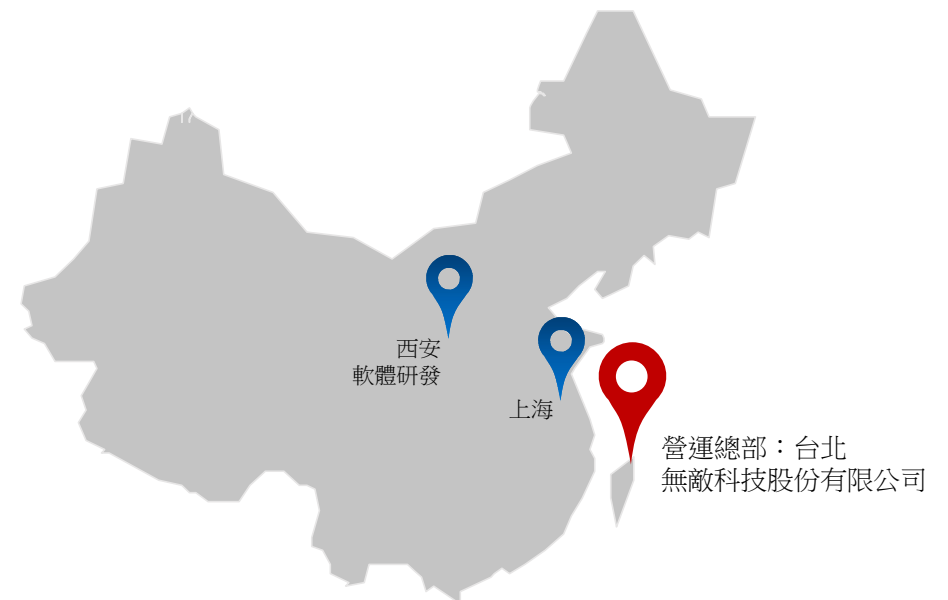 西安
軟體研發
上海
營運總部：台北
無敵科技股份有限公司